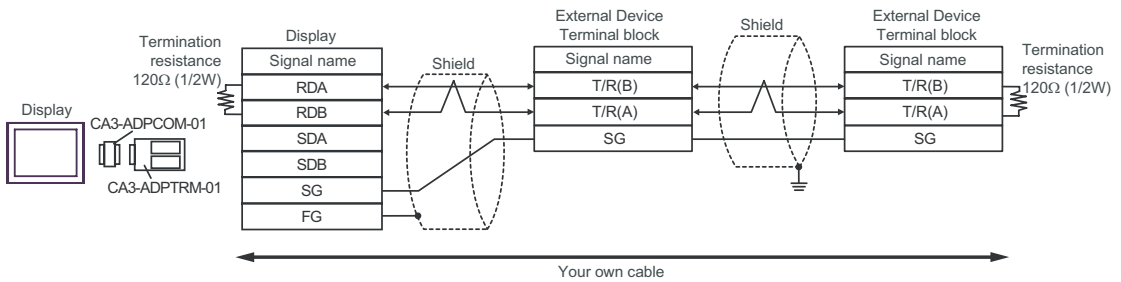 Termination
resistance
120Ω (1/2W)
Display
Signal name
RDA
RDB
SDA
SDB
SG
FG
Shield
External Device
Terminal block
Signal name
T/R(B)
T/R(A)
SG
Shield
External Device
Terminal block
Signal name
T/R(B)
T/R(A)
SG
Termination
resistance
120Ω (1/2W)
Display
CA3-ADPCOM-01
CA3-ADPTRM-01
Your own cable